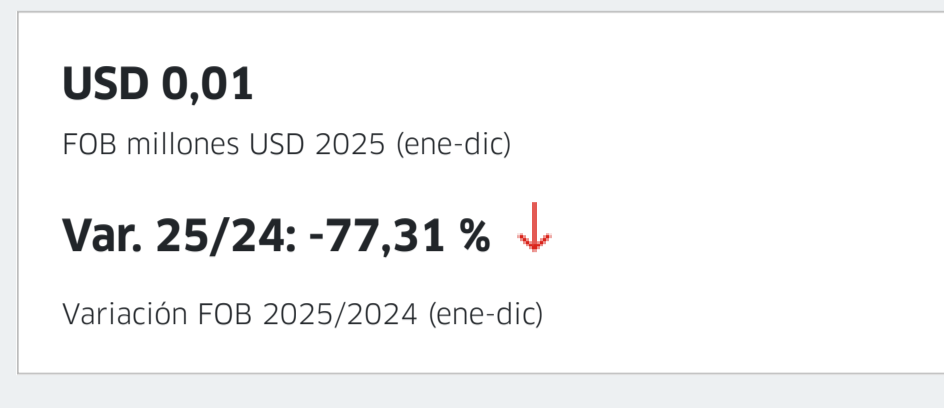 USD 0,01
FOB millones USD 2025 (ene-dic)
Var. 25/24: -77,31 %
Variación FOB 2025/2024 (ene-dic)